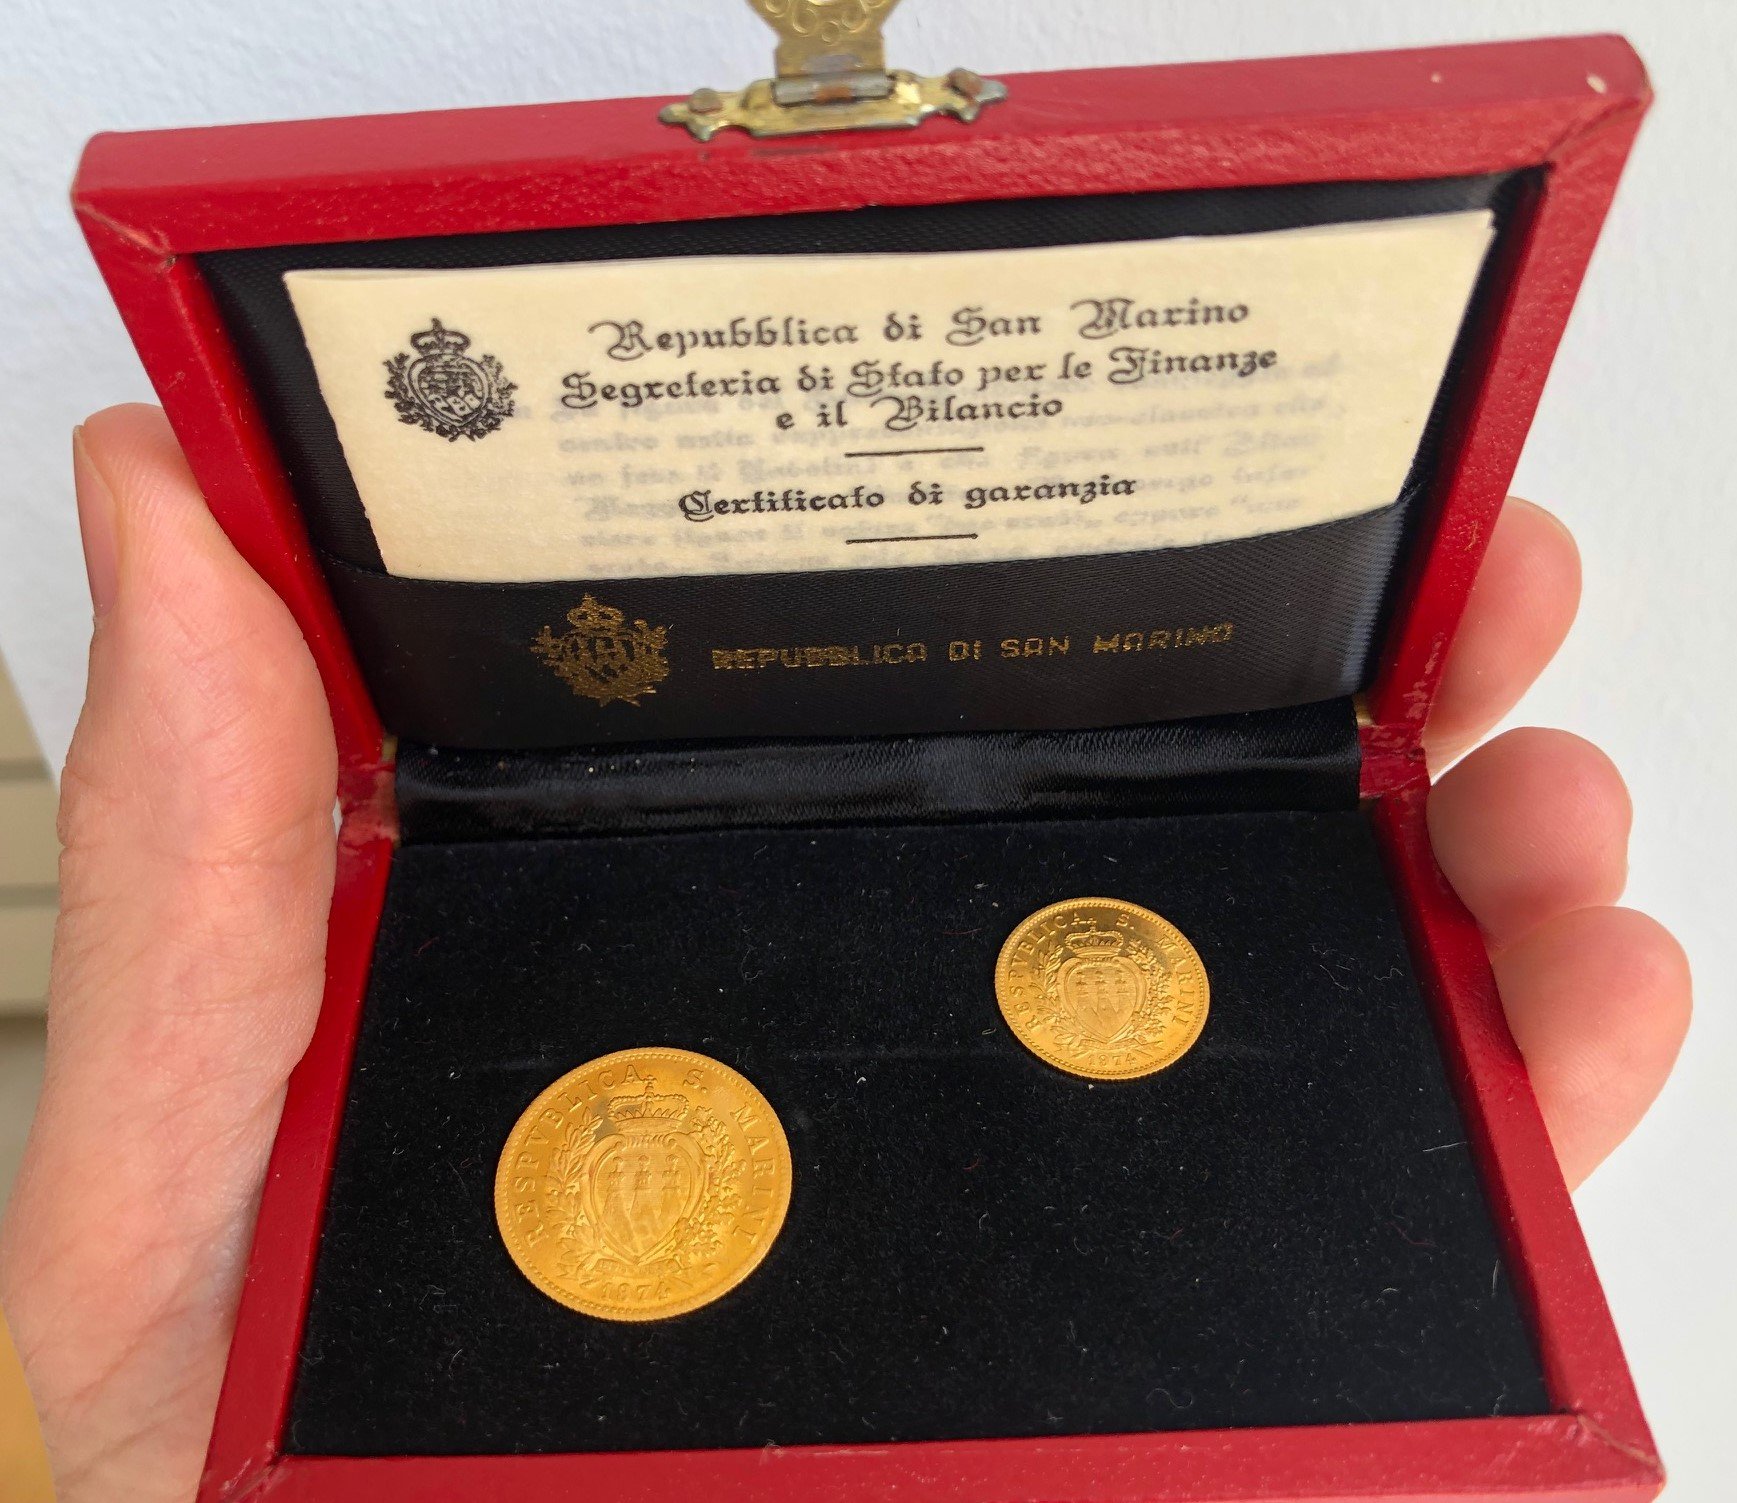 Repubblica di San Marino
Segreteria di Stato per le Finanze
e il Bilancio
Certificato di garanzia
REPUBBLICA DI SAN MARINO
RESPVBLICA S. MARINI
1974
RESPVBLICA S. MARINI
1974